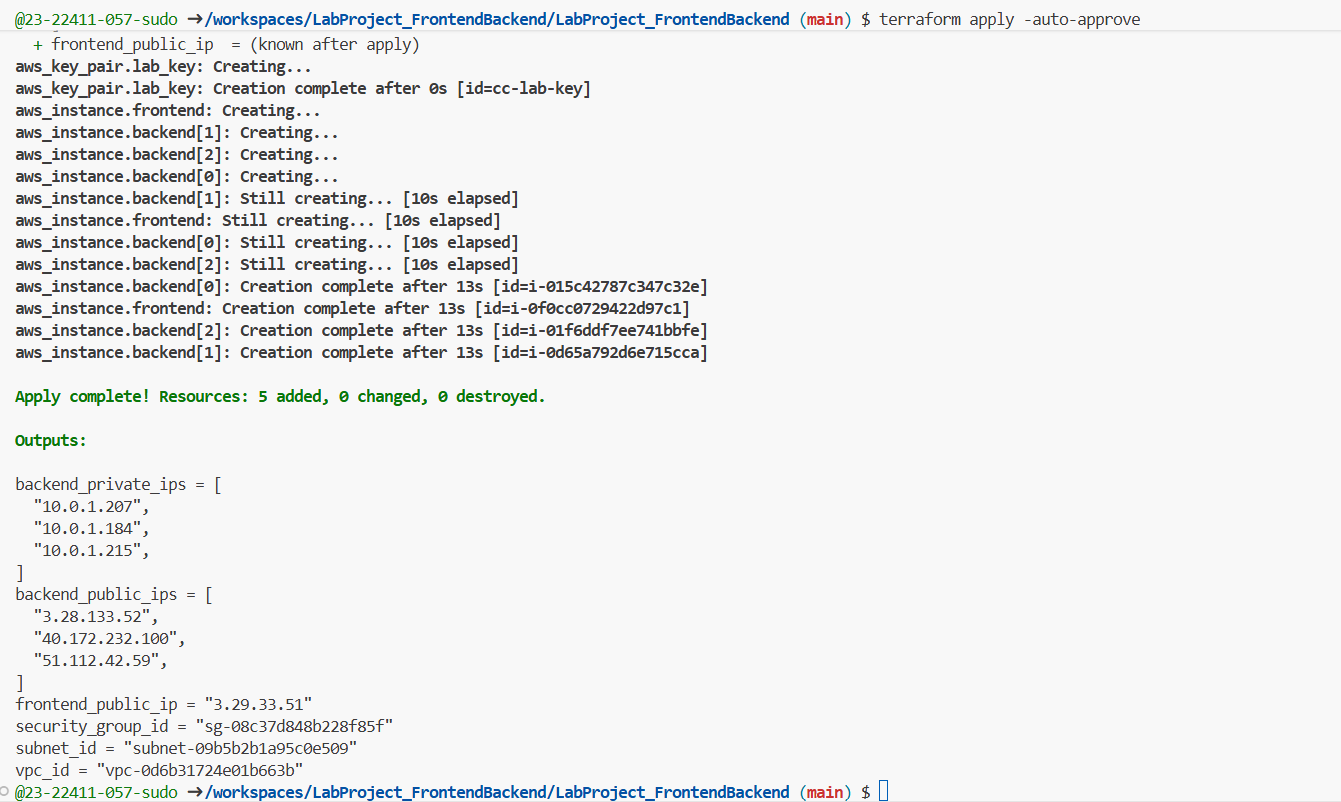 @23-22411-057-sudo →/workspaces/LabProject_FrontendBackend/LabProject_FrontendBackend (main) $ terraform apply -auto-approve
  + frontend_public_ip  = (known after apply)
aws_key_pair.lab_key: Creating...
aws_key_pair.lab_key: Creation complete after 0s [id=cc-lab-key]
aws_instance.frontend: Creating...
aws_instance.backend[1]: Creating...
aws_instance.backend[2]: Creating...
aws_instance.backend[0]: Creating...
aws_instance.backend[1]: Still creating... [10s elapsed]
aws_instance.frontend: Still creating... [10s elapsed]
aws_instance.backend[0]: Still creating... [10s elapsed]
aws_instance.backend[2]: Still creating... [10s elapsed]
aws_instance.backend[0]: Creation complete after 13s [id=i-015c42787c347c32e]
aws_instance.frontend: Creation complete after 13s [id=i-0f0cc0729422d97c1]
aws_instance.backend[2]: Creation complete after 13s [id=i-01f6ddf7ee741bbfe]
aws_instance.backend[1]: Creation complete after 13s [id=i-0d65a792d6e715cca]

Apply complete! Resources: 5 added, 0 changed, 0 destroyed.

Outputs:

backend_private_ips = [
  "10.0.1.207",
  "10.0.1.184",
  "10.0.1.215",
]
backend_public_ips = [
  "3.28.133.52",
  "40.172.232.100",
  "51.112.42.59",
]
frontend_public_ip = "3.29.33.51"
security_group_id = "sg-08c37d848b228f85f"
subnet_id = "subnet-09b5b2b1a95c0e509"
vpc_id = "vpc-0d6b31724e01b663b"
@23-22411-057-sudo →/workspaces/LabProject_FrontendBackend/LabProject_FrontendBackend (main) $